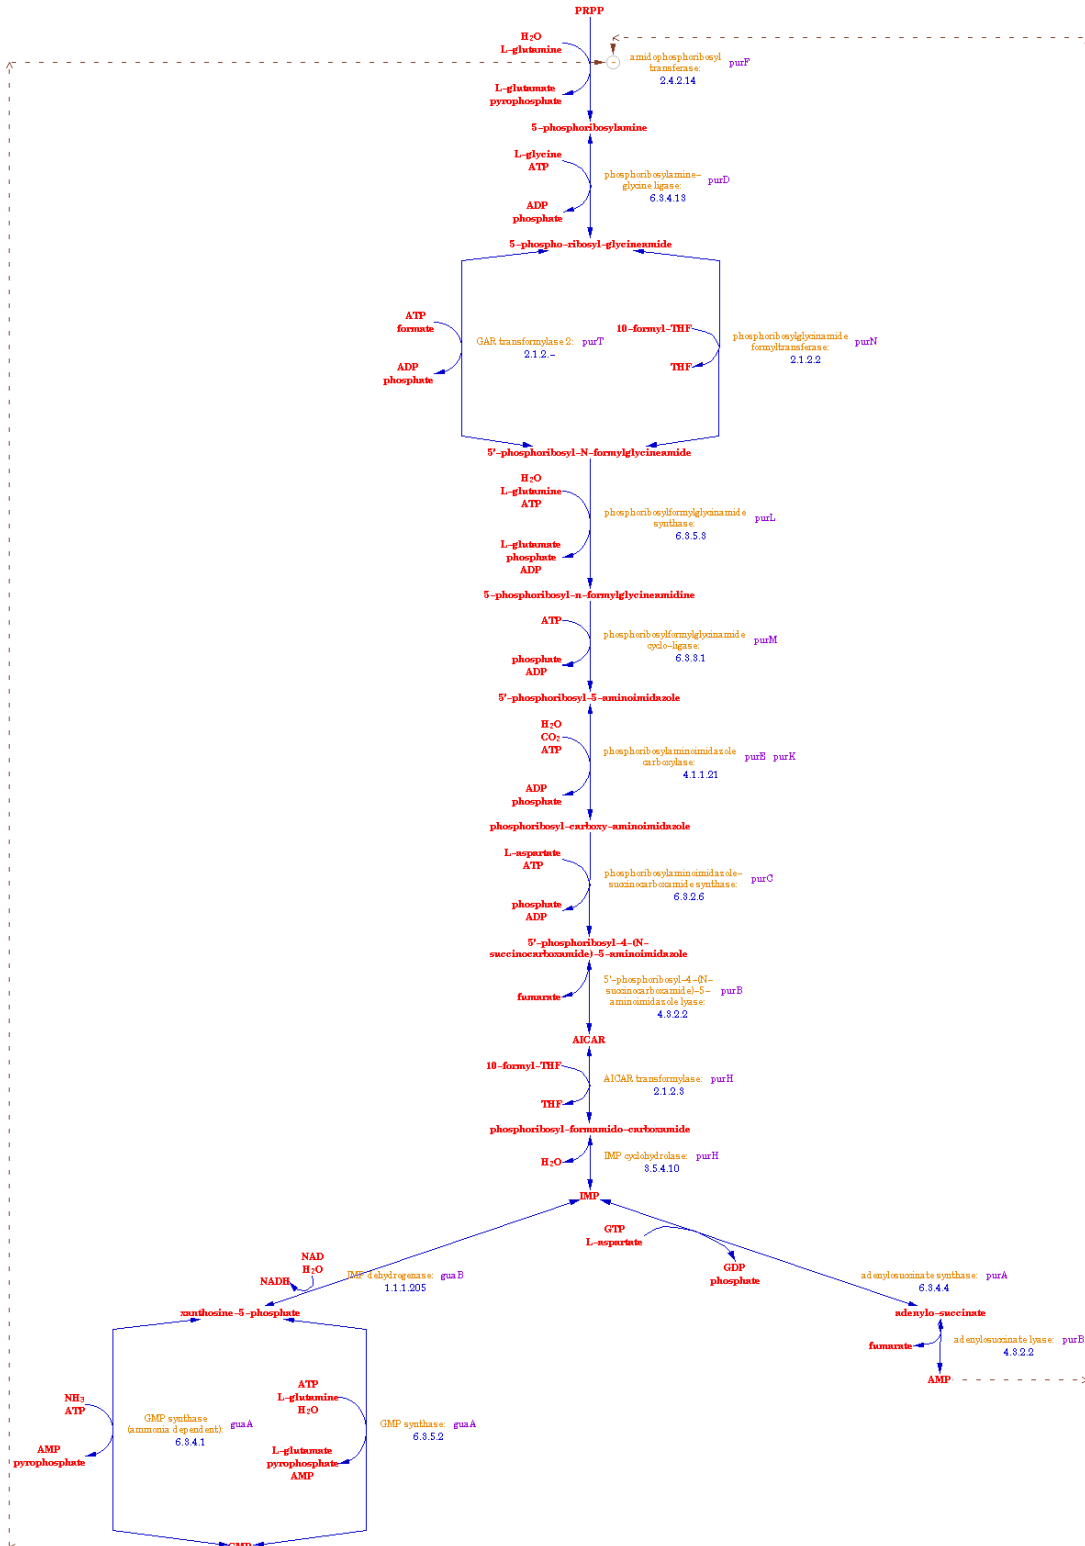 PRPP
H₂O
L-glutamine
-
amidophosphoribosyl
transferase:
2.4.2.14
purF
L-glutamate
pyrophosphate
5-phosphoribosylamine
L-glycine
ATP
phosphoribosylamine-
glycine ligase:
6.3.4.13
purD
ADP
phosphate
5-phospho-ribosyl-glycineamide
ATP
formate
GAR transformylase 2: purT
2.1.2.-
ADP
phosphate
10-formyl-THF
THF
phosphoribosylglycinamide
formyltransferase:
2.1.2.2
purN
5'-phosphoribosyl-N-formylglycineamide
H₂O
L-glutamine
ATP
phosphoribosylformylglycinamide
synthase:
6.3.5.3
purL
L-glutamate
phosphate
ADP
5-phosphoribosyl-n-formylglycineamidine
ATP
phosphoribosylformylglycinamide
cyclo-ligase:
6.3.3.1
purM
phosphate
ADP
5'-phosphoribosyl-5-aminoimidazole
H₂O
CO₂
ATP
phosphoribosylaminoimidazole
carboxylase:
4.1.1.21
purE purK
ADP
phosphate
phosphoribosyl-carboxy-aminoimidazole
L-aspartate
ATP
phosphoribosylaminoimidazole-
succinocarboxamide synthase:
6.3.2.6
purC
phosphate
ADP
5'-phosphoribosyl-4-(N-
succinocarboxamide)-5-aminoimidazole
fumarate
5'-phosphoribosyl-4-(N-
succinocarboxamide)-5-
aminoimidazole lyase:
4.3.2.2
purB
AICAR
10-formyl-THF
THF
AICAR transformylase: purH
2.1.2.3
phosphoribosyl-formamido-carboxamide
H₂O
IMP cyclohydrolase: purH
3.5.4.10
IMP
NAD
H₂O
NADH
IMP dehydrogenase: guaB
1.1.1.205
GTP
L-aspartate
GDP
phosphate
adenylosuccinate synthase: purA
6.3.4.4
xanthosine-5-phosphate
adenylo-succinate
fumarate
adenylosuccinate lyase: purB
4.3.2.2
AMP
NH₃
ATP
GMP synthase
(ammonia dependent):
6.3.4.1
guaA
AMP
pyrophosphate
ATP
L-glutamine
H₂O
GMP synthase: guaA
6.3.5.2
L-glutamate
pyrophosphate
AMP
GMP